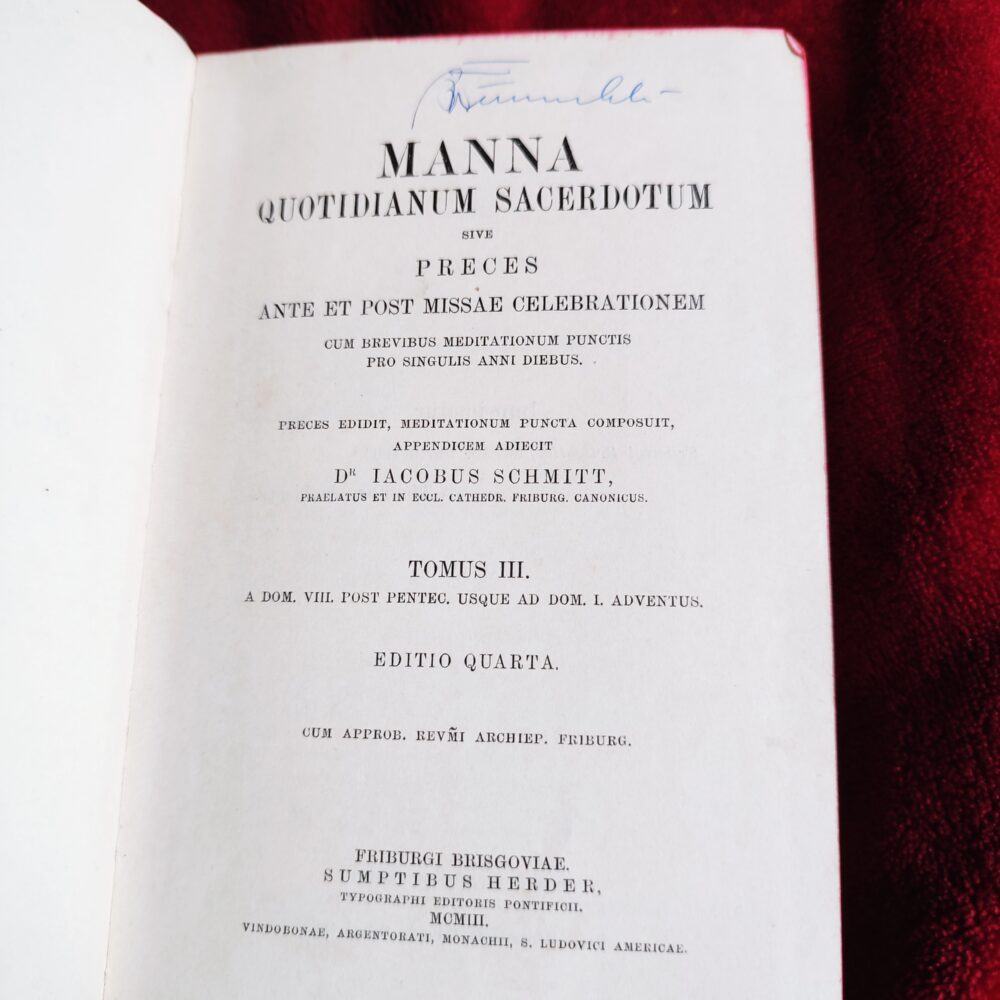 MANNA
QUOTIDIANUM SACERDOTUM
SIVE
PRECES
ANTE ET POST MISSAE CELEBRATIONEM
CUM BREVIBUS MEDITATIONUM PUNCTIS
PRO SINGULIS ANNI DIEBUS.
PRECES EDIDIT, MEDITATIONUM PUNCTA COMPOSUIT,
APPENDICEM ADIECIT
Dᴿ IACOBUS SCHMITT,
PRAELATUS ET IN ECCL. CATHEDR. FRIBURG. CANONICUS.
TOMUS III.
A DOM. VIII. POST PENTEC. USQUE AD DOM. I. ADVENTUS.
EDITIO QUARTA.
CUM APPROB. REVM̃I ARCHIEP. FRIBURG.
FRIBURGI BRISGOVIAE.
SUMPTIBUS HERDER,
TYPOGRAPHI EDITORIS PONTIFICII.
MCMIII.
VINDOBONAE, ARGENTORATI, MONACHII, S. LUDOVICI AMERICAE.